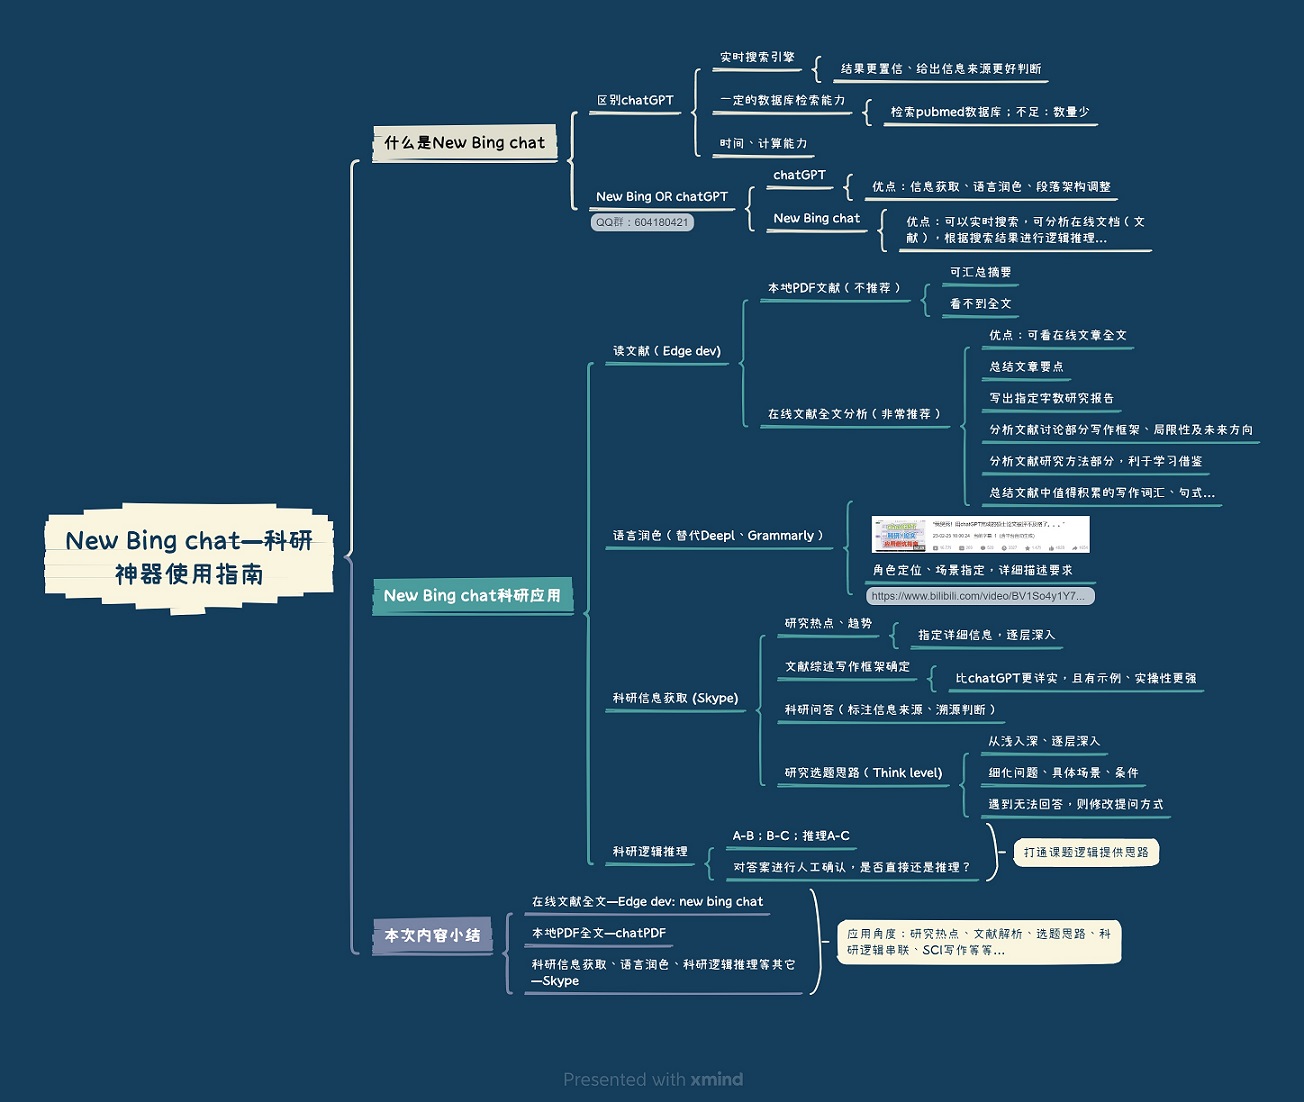 New Bing chat—科研
神器使用指南
什么是New Bing chat
区别chatGPT
实时搜索引擎
结果更置信、给出信息来源更好判断
一定的数据库检索能力
检索pubmed数据库；不足：数量少
时间、计算能力
New Bing OR chatGPT
QQ群：604180421
chatGPT
优点：信息获取、语言润色、段落架构调整
New Bing chat
优点：可以实时搜索，可分析在线文档（文
献），根据搜索结果进行逻辑推理...
New Bing chat科研应用
读文献（Edge dev)
本地PDF文献（不推荐）
可汇总摘要
看不到全文
在线文献全文分析（非常推荐）
优点：可看在线文章全文
总结文章要点
写出指定字数研究报告
分析文献讨论部分写作框架、局限性及未来方向
分析文献研究方法部分，利于学习借鉴
总结文献中值得积累的写作词汇、句式...
语言润色（替代Deepl、Grammarly）
角色定位、场景指定，详细描述要求
https://www.bilibili.com/video/BV1So4y1Y7...
科研信息获取 (Skype)
研究热点、趋势
指定详细信息，逐层深入
文献综述写作框架确定
比chatGPT更详实，且有示例、实操性更强
科研问答（标注信息来源、溯源判断）
研究选题思路（Think level)
从浅入深、逐层深入
细化问题、具体场景、条件
遇到无法回答，则修改提问方式
科研逻辑推理
A-B；B-C；推理A-C
对答案进行人工确认，是否直接还是推理？
打通课题逻辑提供思路
本次内容小结
在线文献全文—Edge dev: new bing chat
本地PDF全文—chatPDF
科研信息获取、语言润色、科研逻辑推理等其它
—Skype
应用角度：研究热点、文献解析、选题思路、科
研逻辑串联、SCI写作等等...
Presented with xmind